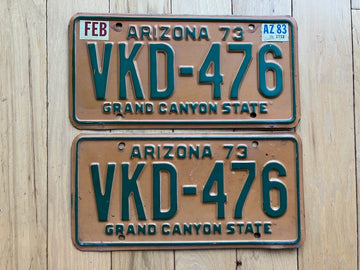 FEB ARIZONA 73 AZ 83
VKD-476
GRAND CANYON STATE
ARIZONA 73
VKD-476
GRAND CANYON STATE